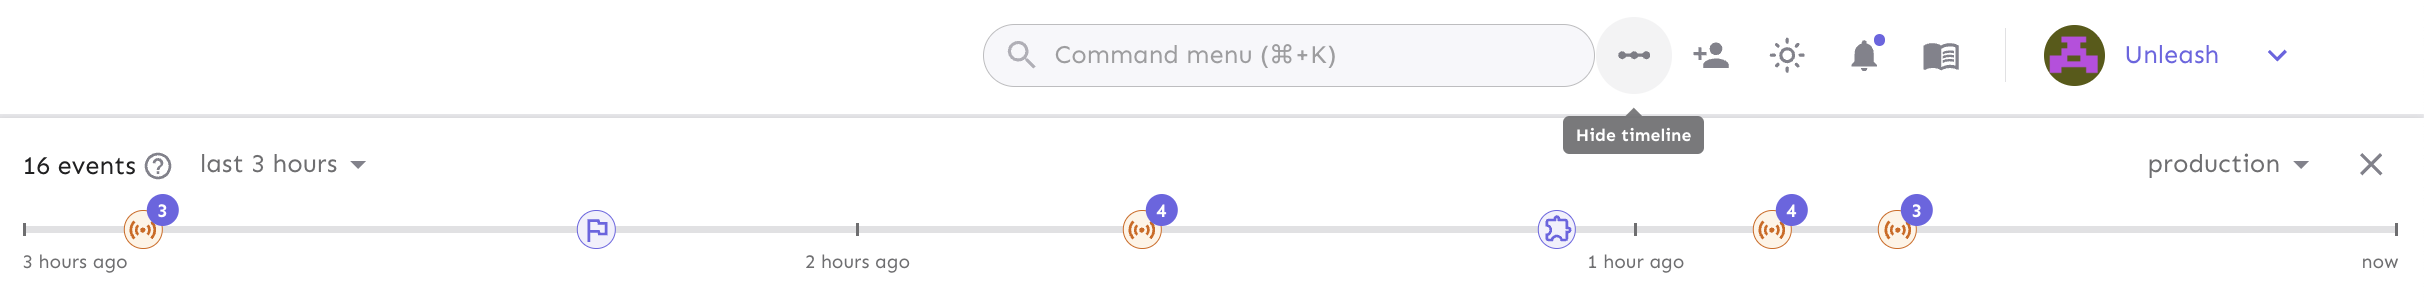 Command menu (⌘+K)
Unleash
Hide timeline
16 events
last 3 hours
production
3
4
4
3
3 hours ago
2 hours ago
1 hour ago
now